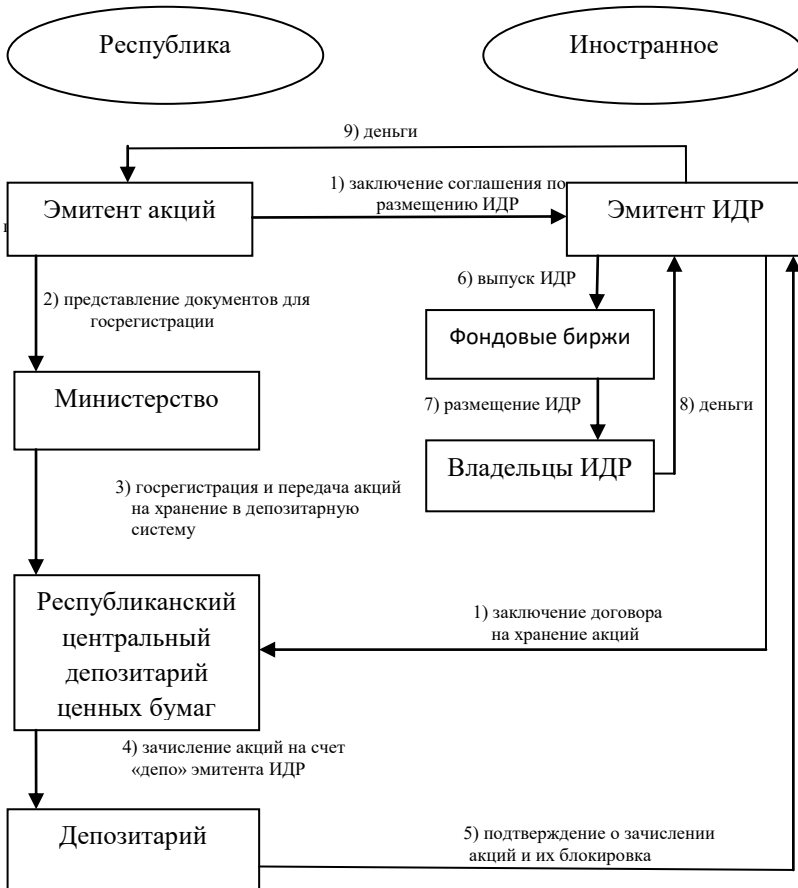 Республика
Иностранное
9) деньги
Эмитент акций
1) заключение соглашения по
размещению ИДР
Эмитент ИДР
2) представление документов для
госрегистрации
6) выпуск ИДР
Фондовые биржи
Министерство
7) размещение ИДР
8) деньги
Владельцы ИДР
3) госрегистрация и передача акций
на хранение в депозитарную
систему
Республиканский
центральный
депозитарий
ценных бумаг
1) заключение договора
на хранение акций
4) зачисление акций на счет
«депо» эмитента ИДР
Депозитарий
5) подтверждение о зачислении
акций и их блокировка